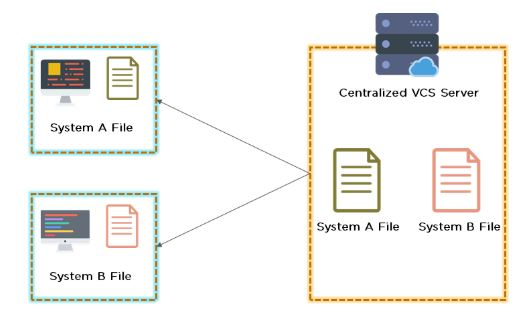 Centralized VCS Server
System A File
System A File
System B File
System B File